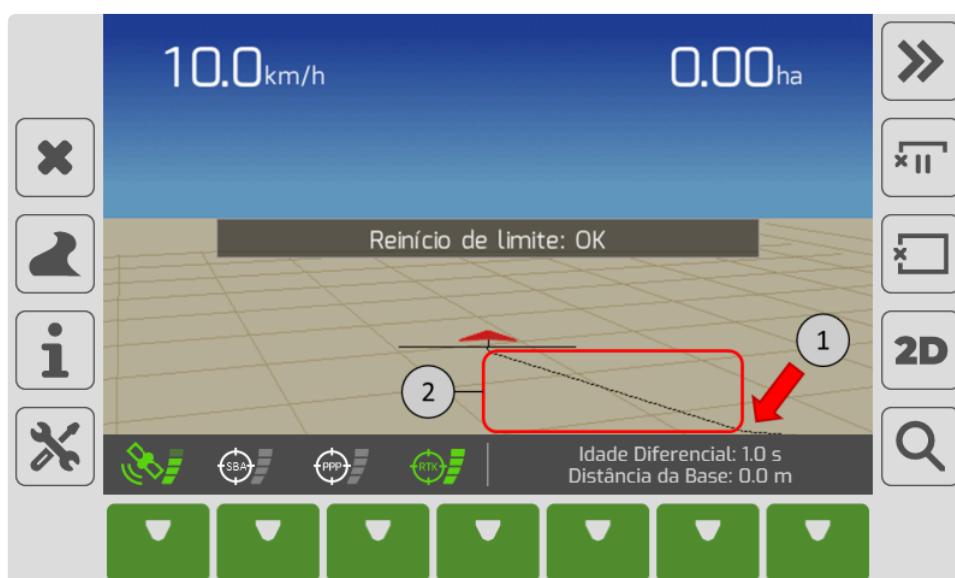 10.0km/h
0.00ha
Reinício de limite: OK
1
2
2D
SBA
PPP
RTK
Idade Diferencial: 1.0 s
Distância da Base: 0.0 m